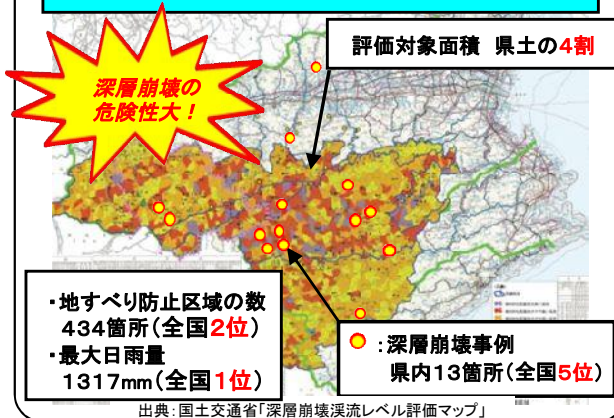 評価対象面積 県土の4割
深層崩壊の
危険性大！
・地すべり防止区域の数
434箇所(全国2位)
・最大日雨量
1317mm(全国1位)
：深層崩壊事例
県内13箇所(全国5位)
出典：国土交通省「深層崩壊渓流レベル評価マップ」